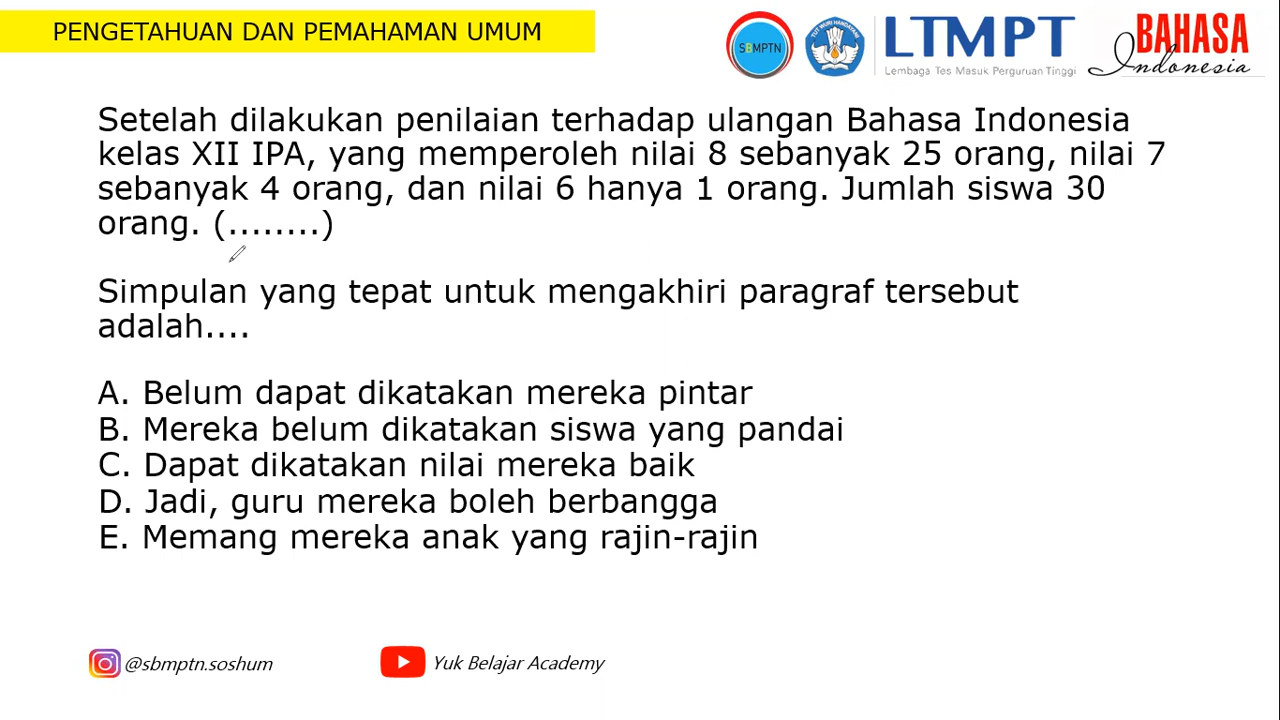 PENGETAHUAN DAN PEMAHAMAN UMUM
SBMPTN
TUT WURI HANDAYANI
LTMPT
Lembaga Tes Masuk Perguruan Tinggi
BAHASA
Indonesia
Setelah dilakukan penilaian terhadap ulangan Bahasa Indonesia
kelas XII IPA, yang memperoleh nilai 8 sebanyak 25 orang, nilai 7
sebanyak 4 orang, dan nilai 6 hanya 1 orang. Jumlah siswa 30
orang. (........)
Simpulan yang tepat untuk mengakhiri paragraf tersebut
adalah....
A. Belum dapat dikatakan mereka pintar
B. Mereka belum dikatakan siswa yang pandai
C. Dapat dikatakan nilai mereka baik
D. Jadi, guru mereka boleh berbangga
E. Memang mereka anak yang rajin-rajin
@sbmptn.soshum
Yuk Belajar Academy